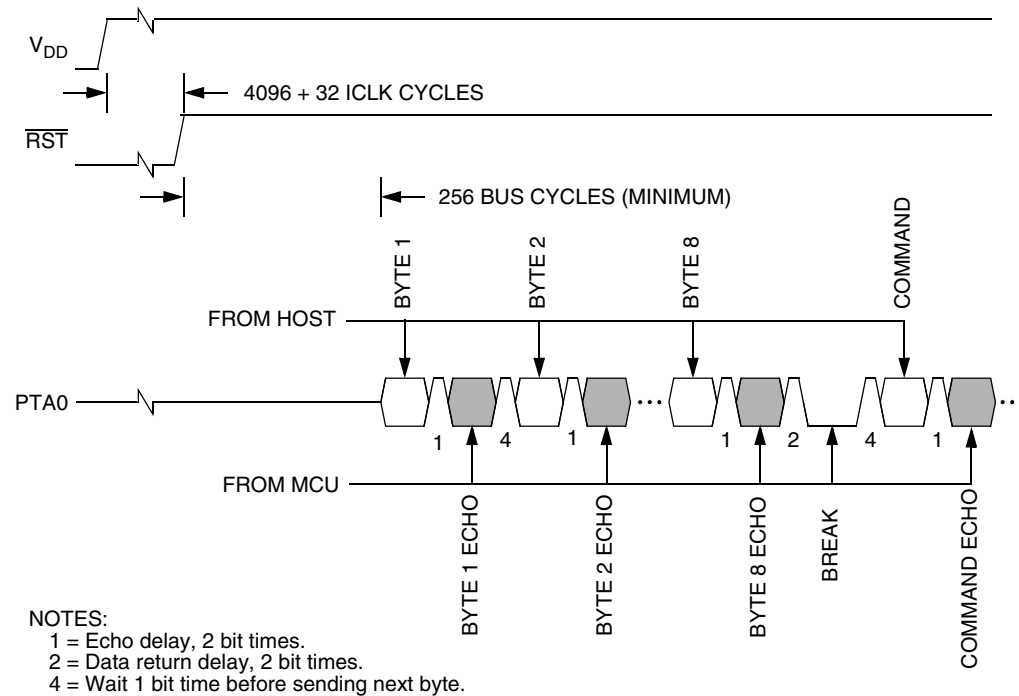 VDD
4096 + 32 ICLK CYCLES
RST
256 BUS CYCLES (MINIMUM)
BYTE 1
BYTE 2
BYTE 8
COMMAND
FROM HOST
PTA0
...
...
1
4
1
1
2
4
1
FROM MCU
BYTE 1 ECHO
BYTE 2 ECHO
BYTE 8 ECHO
BREAK
COMMAND ECHO
NOTES:
1 = Echo delay, 2 bit times.
2 = Data return delay, 2 bit times.
4 = Wait 1 bit time before sending next byte.